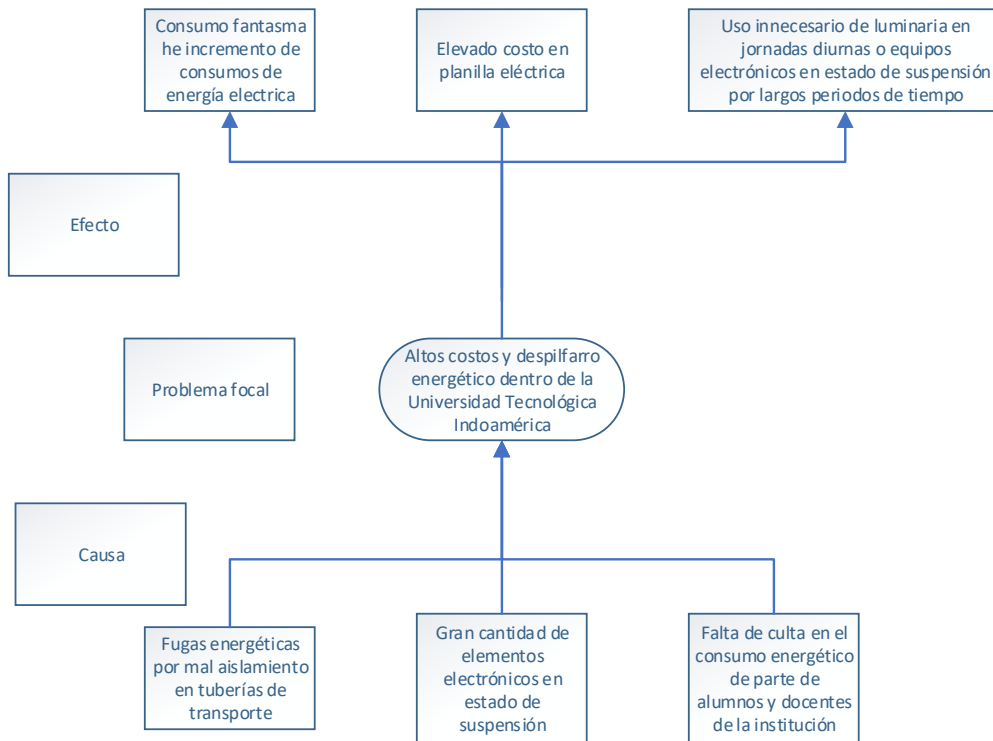 Consumo fantasma
he incremento de
consumos de
energía electrica
Elevado costo en
planilla eléctrica
Uso innecesario de luminaria en
jornadas diurnas o equipos
electrónicos en estado de suspensión
por largos periodos de tiempo
Efecto
Problema focal
Altos costos y despilfarro
energético dentro de la
Universidad Tecnológica
Indoamérica
Causa
Fugas energéticas
por mal aislamiento
en tuberías de
transporte
Gran cantidad de
elementos
electrónicos en
estado de
suspensión
Falta de culta en el
consumo energético
de parte de
alumnos y docentes
de la institución